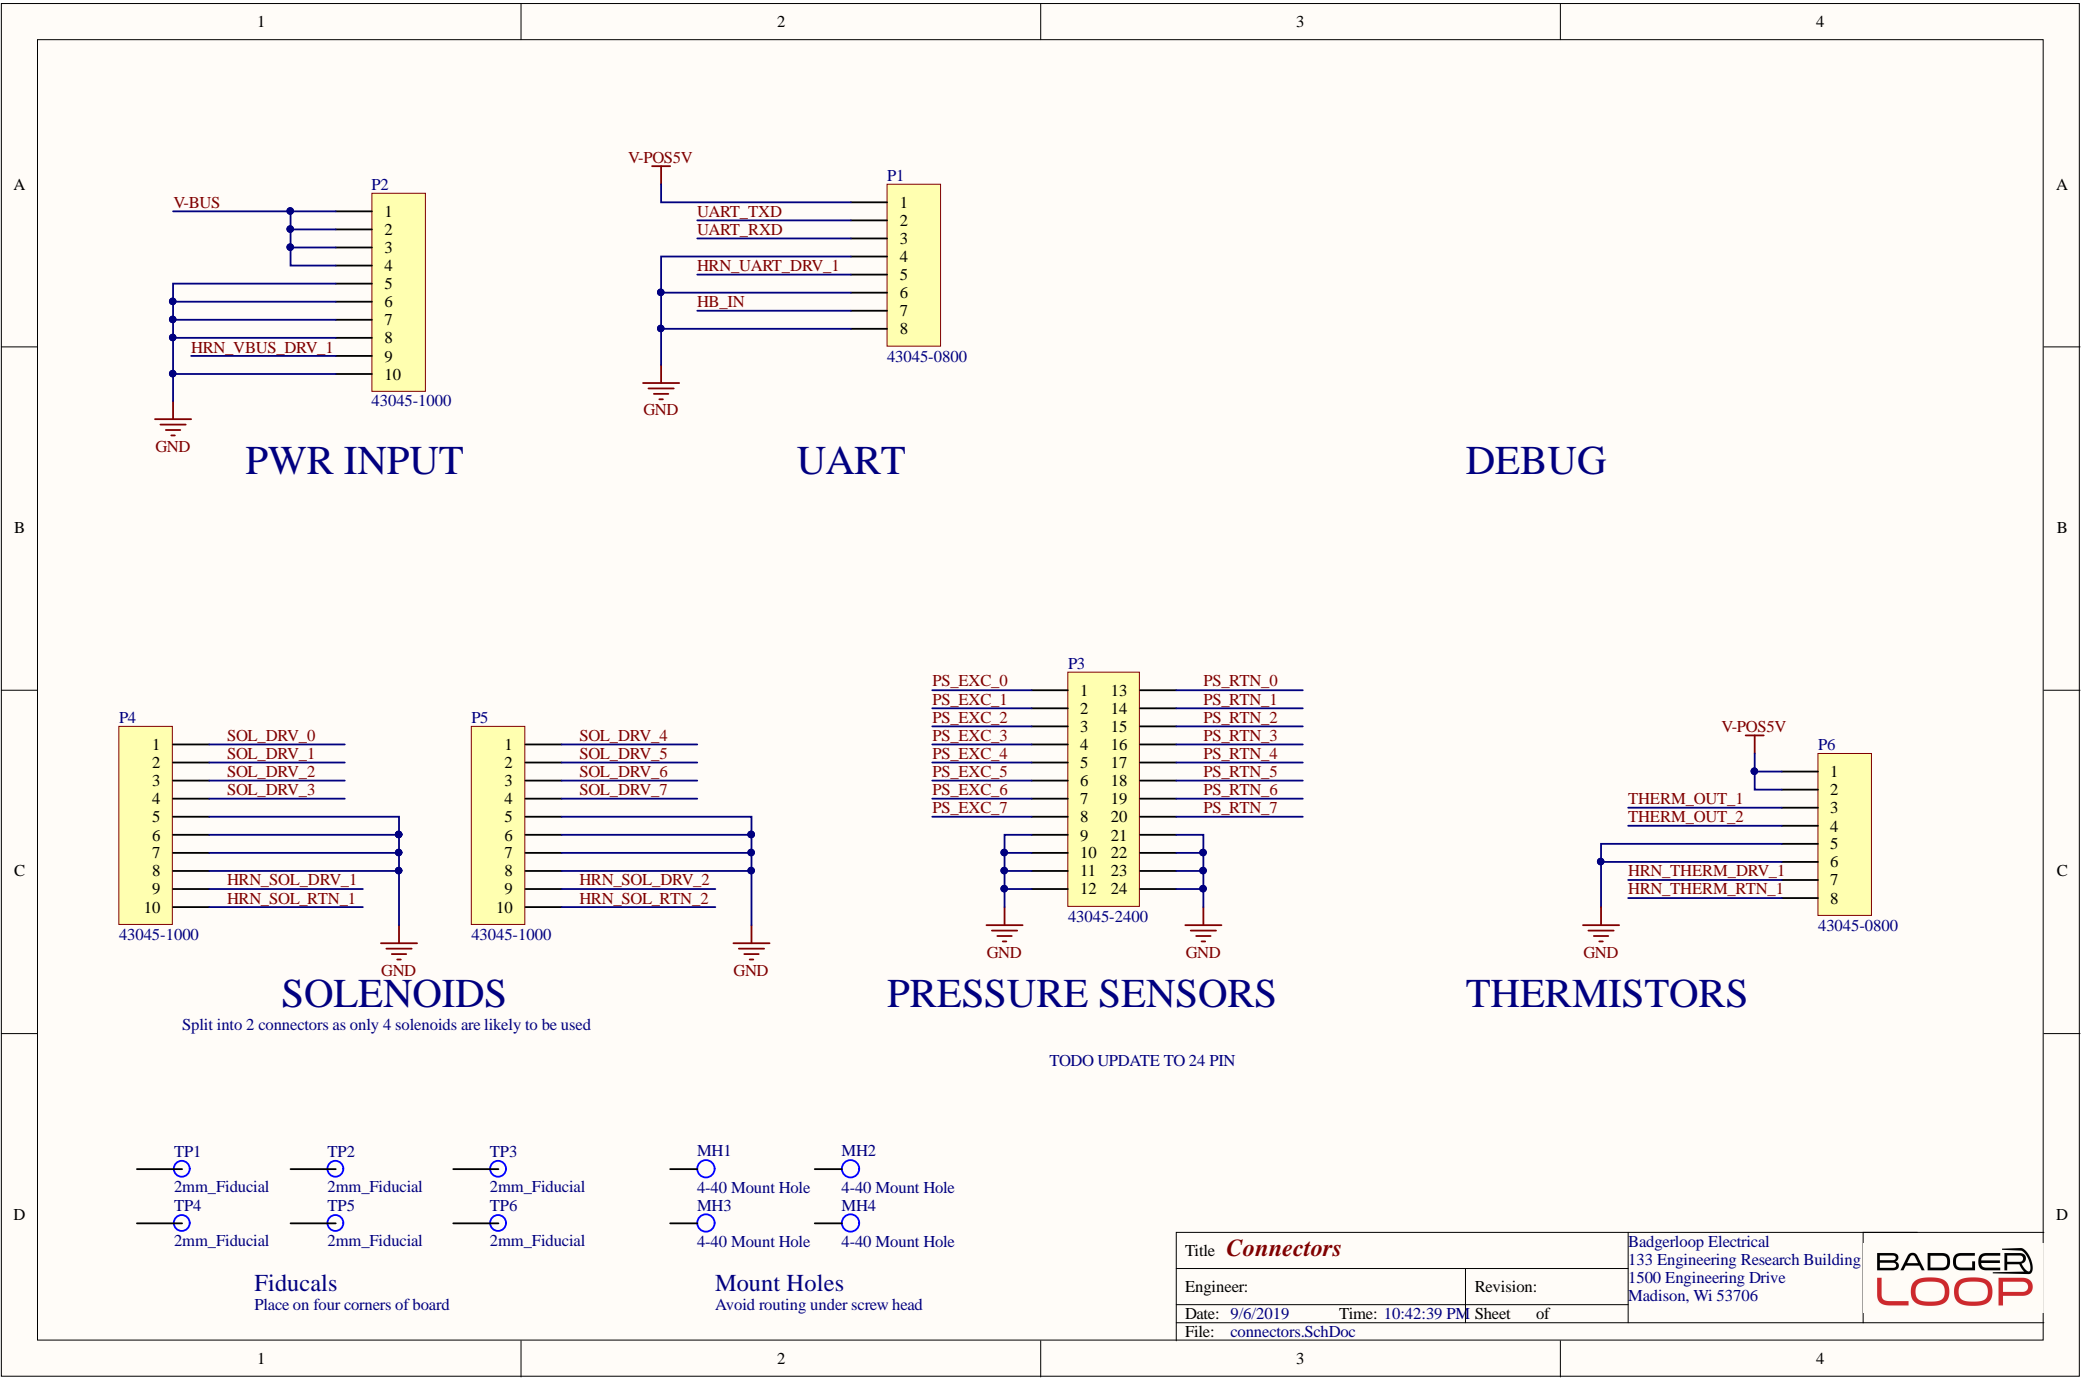 1 2 3 4
A A
B B
C C
D D
1 2 3 4
P2
V-BUS
1
2
3
4
5
6
7
8
HRN_VBUS_DRV_1
9
10
43045-1000
GND
PWR INPUT
V-POS5V
P1
1
UART_TXD
2
UART_RXD
3
4
HRN_UART_DRV_1
5
6
HB_IN
7
8
43045-0800
GND
UART
DEBUG
P4
1 SOL_DRV_0
2 SOL_DRV_1
3 SOL_DRV_2
4 SOL_DRV_3
5
6
7
8
9 HRN_SOL_DRV_1
10 HRN_SOL_RTN_1
43045-1000
GND
P5
1 SOL_DRV_4
2 SOL_DRV_5
3 SOL_DRV_6
4 SOL_DRV_7
5
6
7
8
9 HRN_SOL_DRV_2
10 HRN_SOL_RTN_2
43045-1000
GND
SOLENOIDS
Split into 2 connectors as only 4 solenoids are likely to be used
P3
PS_EXC_0 1 13 PS_RTN_0
PS_EXC_1 2 14 PS_RTN_1
PS_EXC_2 3 15 PS_RTN_2
PS_EXC_3 4 16 PS_RTN_3
PS_EXC_4 5 17 PS_RTN_4
PS_EXC_5 6 18 PS_RTN_5
PS_EXC_6 7 19 PS_RTN_6
PS_EXC_7 8 20 PS_RTN_7
9 21
10 22
11 23
12 24
43045-2400
GND GND
PRESSURE SENSORS
TODO UPDATE TO 24 PIN
V-POS5V
P6
1
2
THERM_OUT_1 3
THERM_OUT_2 4
5
6
HRN_THERM_DRV_1 7
HRN_THERM_RTN_1 8
43045-0800
GND
THERMISTORS
TP1 TP2 TP3
2mm_Fiducial 2mm_Fiducial 2mm_Fiducial
TP4 TP5 TP6
2mm_Fiducial 2mm_Fiducial 2mm_Fiducial
Fiducals
Place on four corners of board
MH1 MH2
4-40 Mount Hole 4-40 Mount Hole
MH3 MH4
4-40 Mount Hole 4-40 Mount Hole
Mount Holes
Avoid routing under screw head
Title Connectors
Engineer: Revision:
Date: 9/6/2019 Time: 10:42:39 PM Sheet of
File: connectors.SchDoc
Badgerloop Electrical
133 Engineering Research Building
1500 Engineering Drive
Madison, Wi 53706
BADGER
LOOP